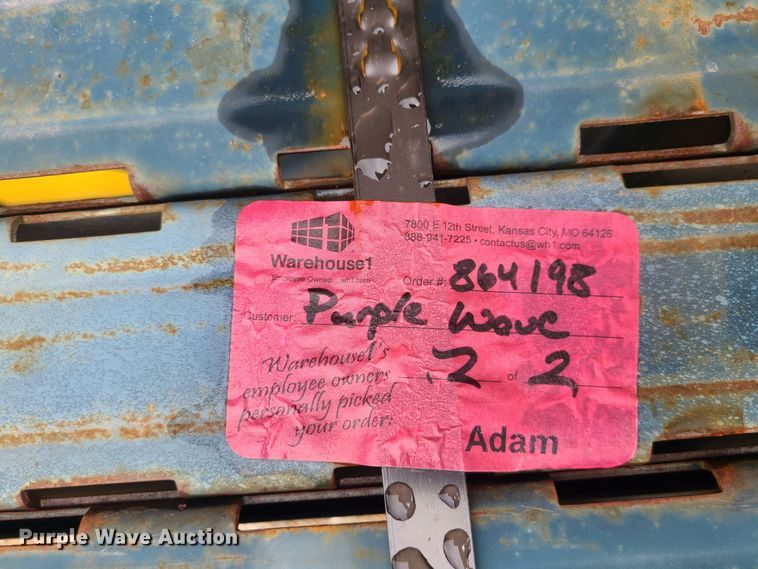 7800 E 12th Street, Kansas City, MO 64126
888-941-7225 • contactus@wh1.com
Warehouse1
Employee Owned wh1.com
Order #: 864198
Customer: Purple Wave
2 of 2
Warehouse1's
employee owners
personally picked
your order:
Adam
Purple Wave Auction